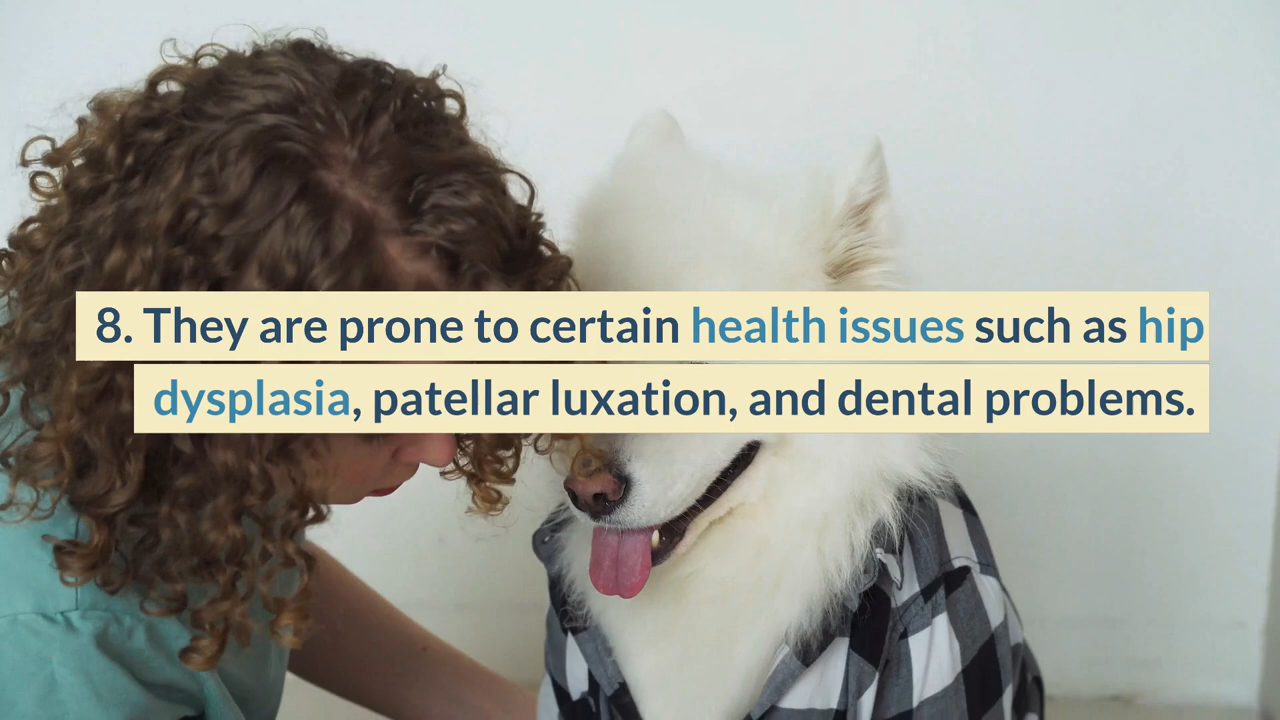 8. They are prone to certain health issues such as hip
dysplasia, patellar luxation, and dental problems.